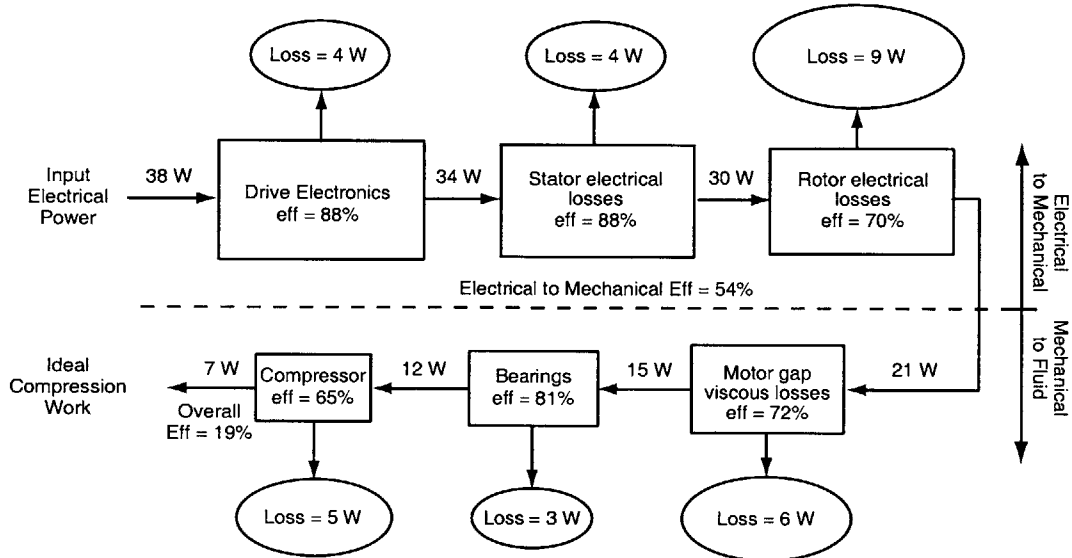 Loss = 4 W
Loss = 4 W
Loss = 9 W
Input
Electrical
Power
38 W
Drive Electronics
eff = 88%
34 W
Stator electrical
losses
eff = 88%
30 W
Rotor electrical
losses
eff = 70%
Electrical
to Mechanical
Electrical to Mechanical Eff = 54%
Mechanical
to Fluid
Ideal
Compression
Work
7 W
Overall
Eff = 19%
Compressor
eff = 65%
12 W
Bearings
eff = 81%
15 W
Motor gap
viscous losses
eff = 72%
21 W
Loss = 5 W
Loss = 3 W
Loss = 6 W